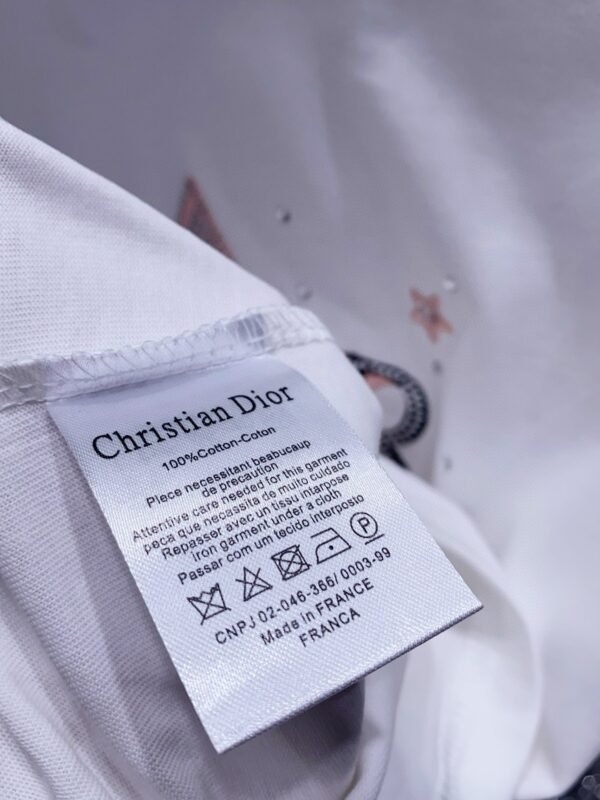 Christian Dior
100%Cotton-Coton
Piece necessitant beabucaup
de precaution
Attentive care needed for this garment
peca que necassita de muito cuidado
Repasser avec un tissu intarpose
iron garment under a cloth
Passar com um tecido interposto
P
CNPJ 02-046-366/ 0003-99
Made in FRANCE
FRANCA